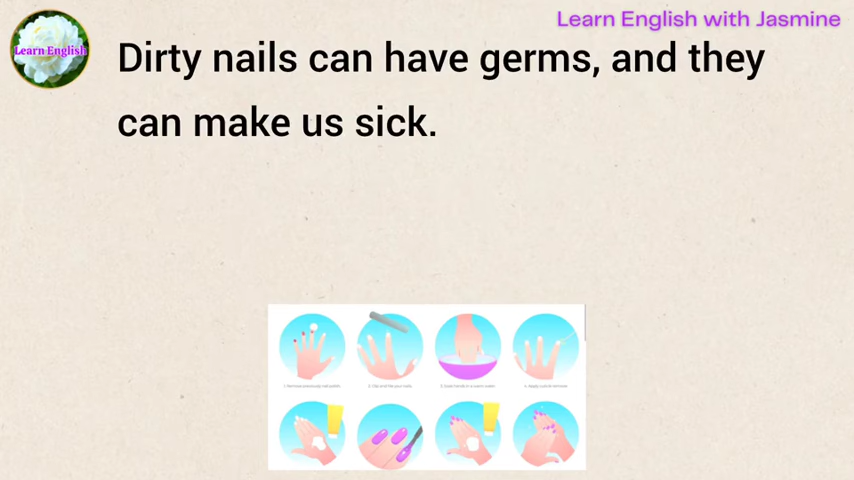 Learn English with Jasmine
Learn English
Dirty nails can have germs, and they
can make us sick.